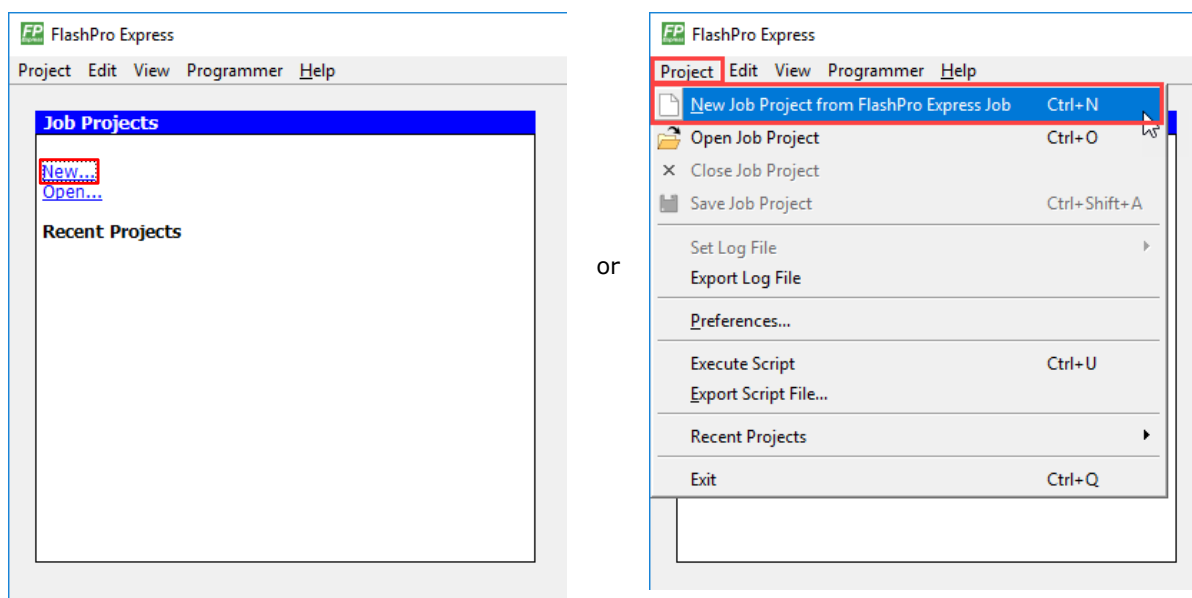 FP FlashPro Express
Project Edit View Programmer Help
Job Projects
New...
Open...
Recent Projects
or
FP FlashPro Express
Project Edit View Programmer Help
New Job Project from FlashPro Express Job Ctrl+N
Open Job Project Ctrl+O
Close Job Project
Save Job Project Ctrl+Shift+A
Set Log File
Export Log File
Preferences...
Execute Script Ctrl+U
Export Script File...
Recent Projects
Exit Ctrl+Q